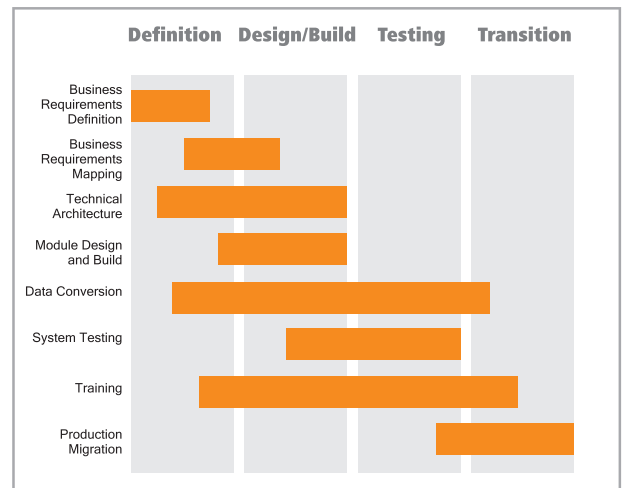 Definition Design/Build Testing Transition
Business
Requirements
Definition
Business
Requirements
Mapping
Technical
Architecture
Module Design
and Build
Data Conversion
System Testing
Training
Production
Migration